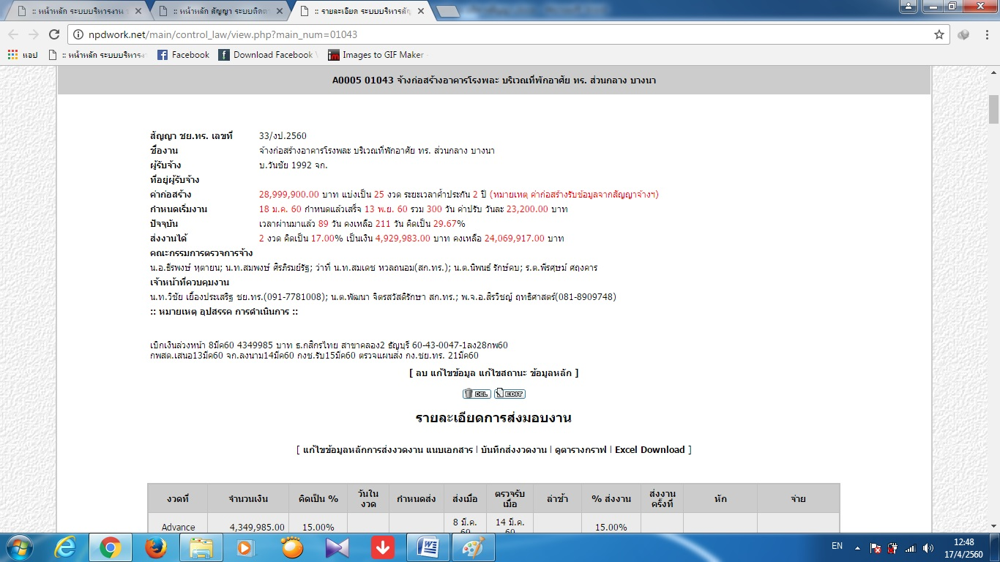 :: หน้าหลัก ระบบบริหารงาน
:: หน้าหลัก สัญญา ระบบติดตา
:: รายละเอียด ระบบบริหารสัญ
npdwork.net/main/control_law/view.php?main_num=01043
แอป
:: หน้าหลัก ระบบบริหารง
Facebook
Download Facebook
Images to GIF Maker
A0005 01043 จ้างก่อสร้างอาคารโรงพละ บริเวณที่พักอาศัย ทร. ส่วนกลาง บางนา
สัญญา ชย.ทร. เลขที่ 33/งป.2560
ชื่องาน จ้างก่อสร้างอาคารโรงพละ บริเวณที่พักอาศัย ทร. ส่วนกลาง บางนา
ผู้รับจ้าง บ.วันชัย 1992 จก.
ที่อยู่ผู้รับจ้าง
ค่าก่อสร้าง 28,999,900.00 บาท แบ่งเป็น 25 งวด ระยะเวลาค้ำประกัน 2 ปี (หมายเหตุ ค่าก่อสร้างรับข้อมูลจากสัญญาจ้างฯ)
กำหนดเริ่มงาน 18 ม.ค. 60 กำหนดแล้วเสร็จ 13 พ.ย. 60 รวม 300 วัน ค่าปรับ วันละ 23,200.00 บาท
ปัจจุบัน เวลาผ่านมาแล้ว 89 วัน คงเหลือ 211 วัน คิดเป็น 29.67%
ส่งงานได้ 2 งวด คิดเป็น 17.00% เป็นเงิน 4,929,983.00 บาท คงเหลือ 24,069,917.00 บาท
คณะกรรมการตรวจการจ้าง
น.อ.ธีรพงษ์ หุตายน; น.ท.สมพงษ์ ศิริภิรมย์รัฐ; ว่าที่ น.ท.สมเดช หวลถนอม(สก.ทร.); น.ต.นิพนธ์ รักษ์คบ; ร.ต.พีรศุษม์ ศฤงคาร
เจ้าหน้าที่ควบคุมงาน
น.ท.วิชัย เยื้องประเสริฐ ชย.ทร.(091-7781008); น.ต.พัฒนา จิตรสวัสดิรักษา สก.ทร.; พ.จ.อ.สิรวิชญ์ ฤทธิศาสตร์(081-8909748)
:: หมายเหตุ อุปสรรค การดำเนินการ ::
เบิกเงินล่วงหน้า 8มีค60 4349985 บาท ธ.กสิกรไทย สาขาคลอง2 ธัญบุรี 60-43-0047-1ลง28กพ60
กพสต.เสนอ13มีค60 จก.ลงนาม14มีค60 กงช.รับ15มีค60 ตรวจแผนส่ง กง.ชย.ทร. 21มีค60
[ ลบ แก้ไขข้อมูล แก้ไขสถานะ ข้อมูลหลัก ]
DEL EDIT
รายละเอียดการส่งมอบงาน
[ แก้ไขข้อมูลหลักการส่งงวดงาน แนบเอกสาร | บันทึกส่งงวดงาน | ดูตารางกราฟ | Excel Download ]
งวดที่ จำนวนเงิน คิดเป็น % วันในงวด กำหนดส่ง ส่งเมื่อ ตรวจรับเมื่อ ล่าช้า % ส่งงาน ส่งงานครั้งที่ หัก จ่าย
Advance 4,349,985.00 15.00% 8 มี.ค. 60 14 มี.ค. 60 15.00%
EN
12:48
17/4/2560